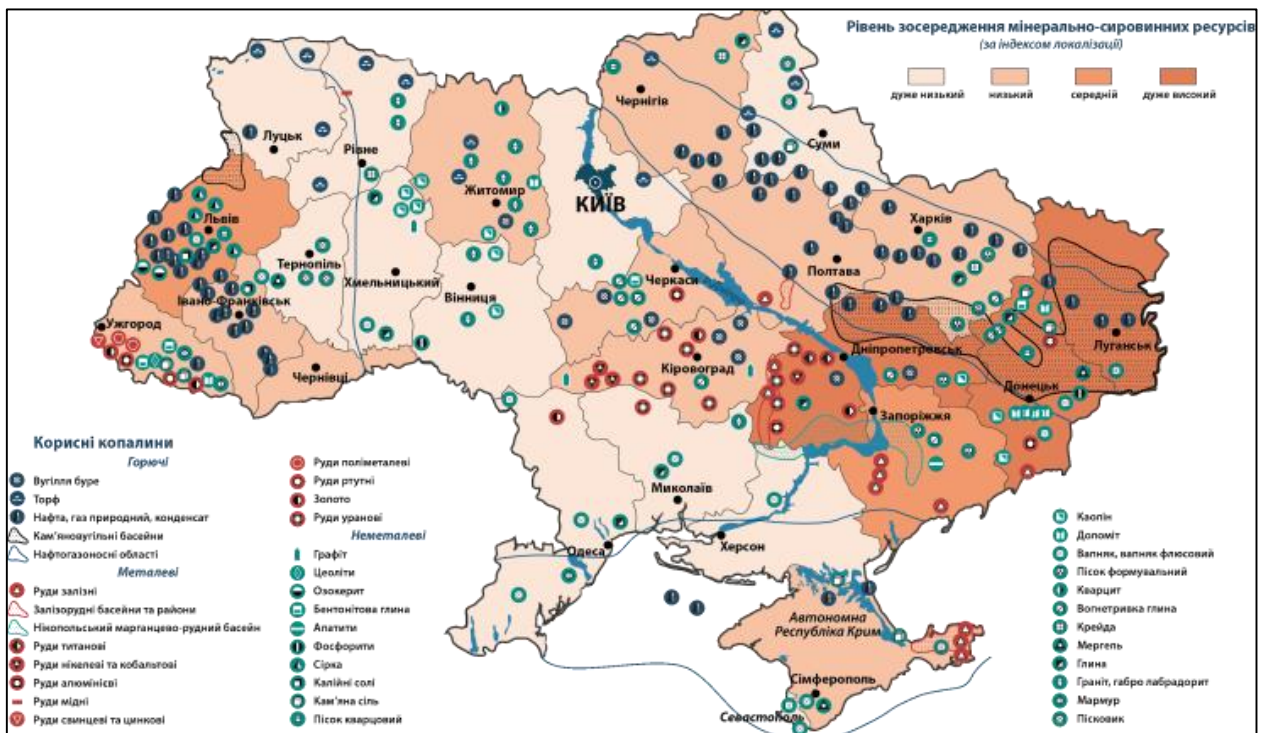 Рівень зосередження мінерально-сировинних ресурсів
(за індексом локалізації)
дуже низький
низький
середній
дуже високий
Чернігів
Суми
Луцьк
Рівне
Житомир
КИЇВ
Львів
Тернопіль
Хмельницький
Черкаси
Полтава
Харків
Івано-Франківськ
Вінниця
Ужгород
Чернівці
Кіровоград
Дніпропетровськ
Луганськ
Донецьк
Запоріжжя
Миколаїв
Одеса
Херсон
Автономна
Республіка Крим
Сімферополь
Севастополь
Корисні копалини
Горючі
Вугілля буре
Торф
Нафта, газ природний, конденсат
Кам'яновугільні басейни
Нафтогазоносні області
Металеві
Руди залізні
Залізорудні басейни та райони
Нікопольський марганцево-рудний басейн
Руди титанові
Руди нікелеві та кобальтові
Руди алюмінієві
Руди мідні
Руди свинцеві та цинкові
Руди поліметалеві
Руди ртутні
Золото
Руди уранові
Неметалеві
Графіт
Цеоліти
Озокерит
Бентонітова глина
Апатити
Фосфорити
Сірка
Калійні солі
Кам'яна сіль
Пісок кварцовий
Каолін
Доломіт
Вапняк, вапняк флюсовий
Пісок формувальний
Кварцит
Вогнетривка глина
Крейда
Мергель
Глина
Граніт, габро лабрадорит
Мармур
Пісковик